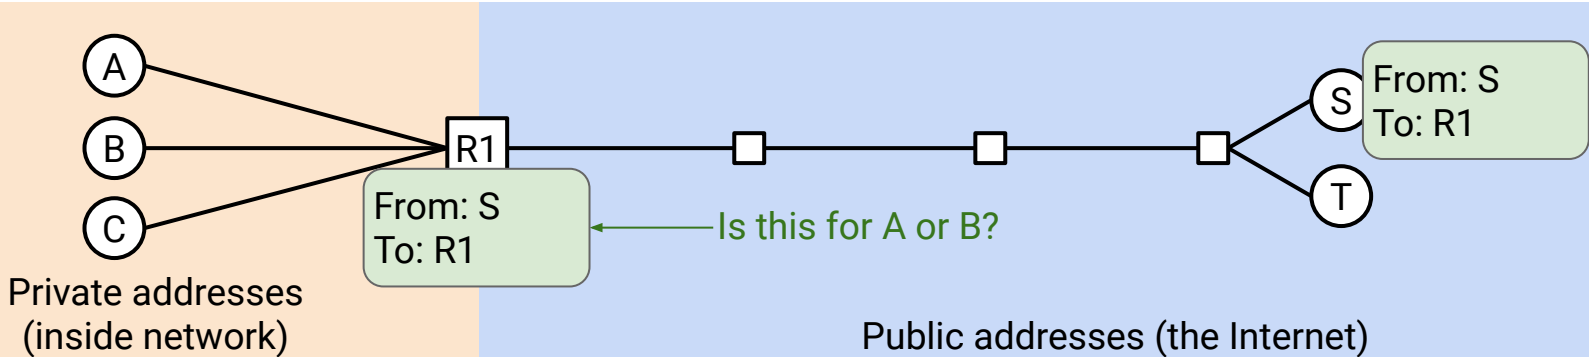 A
B
C
R1
From: S
To: R1
Is this for A or B?
S
T
From: S
To: R1
Private addresses
(inside network)
Public addresses (the Internet)